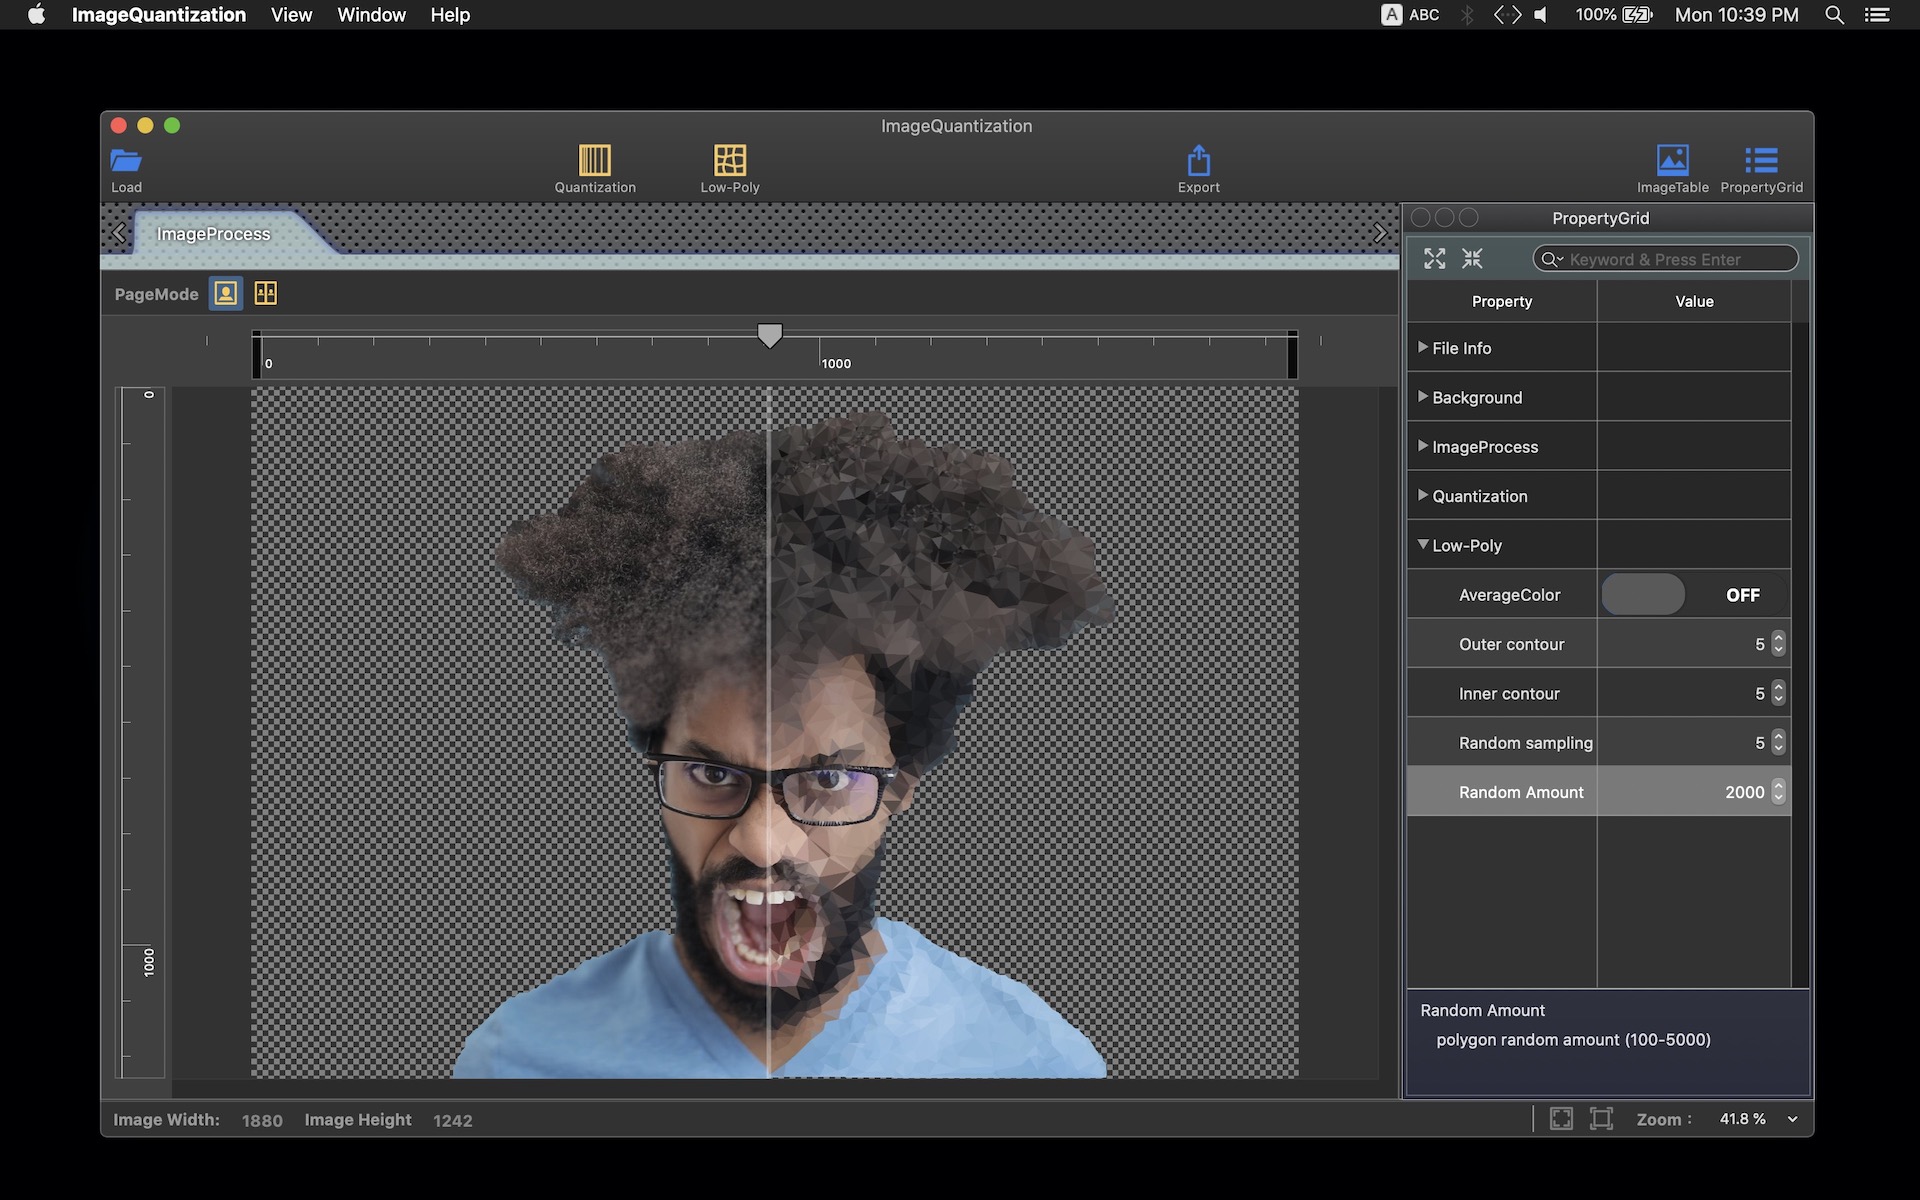 ImageQuantization View Window Help
A ABC 100% Mon 10:39 PM
ImageQuantization
Load Quantization Low-Poly Export ImageTable PropertyGrid
ImageProcess
PageMode
0 1000
0
1000
PropertyGrid
Keyword & Press Enter
Property Value
File Info
Background
ImageProcess
Quantization
Low-Poly
AverageColor OFF
Outer contour 5
Inner contour 5
Random sampling 5
Random Amount 2000
Random Amount
polygon random amount (100-5000)
Image Width: 1880 Image Height 1242 Zoom : 41.8 %